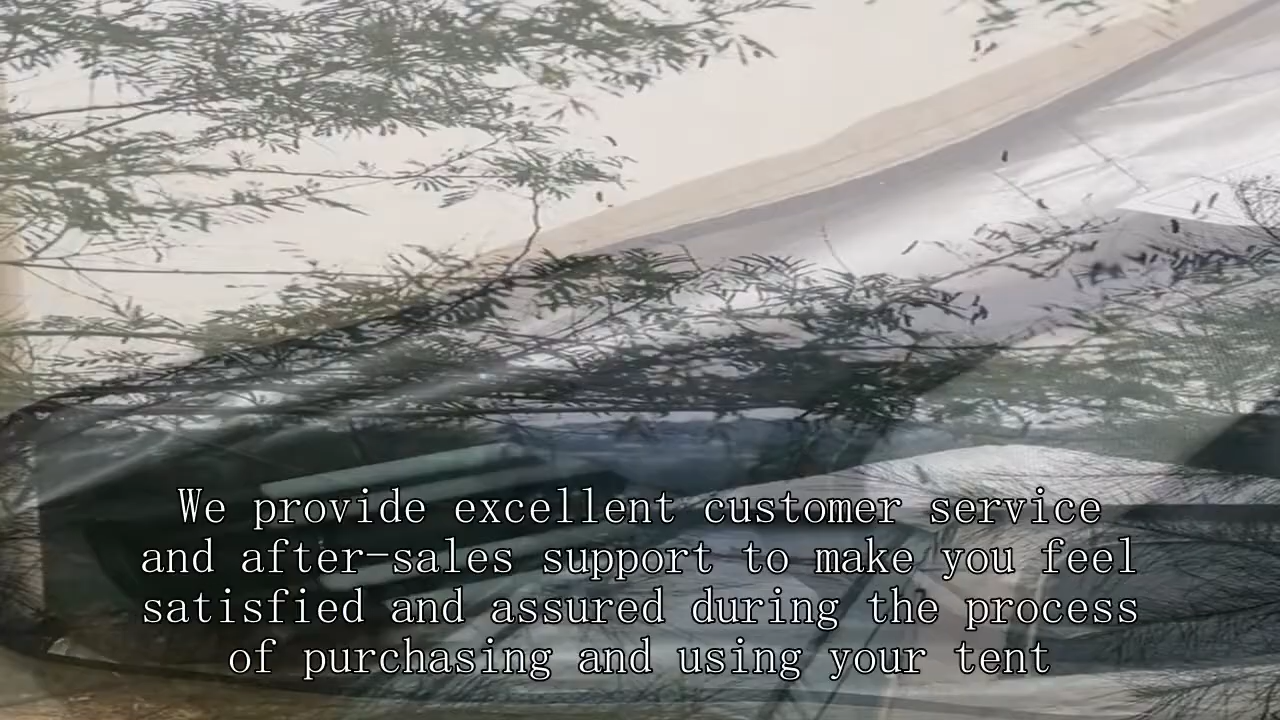 We provide excellent customer service
and after-sales support to make you feel
satisfied and assured during the process
of purchasing and using your tent